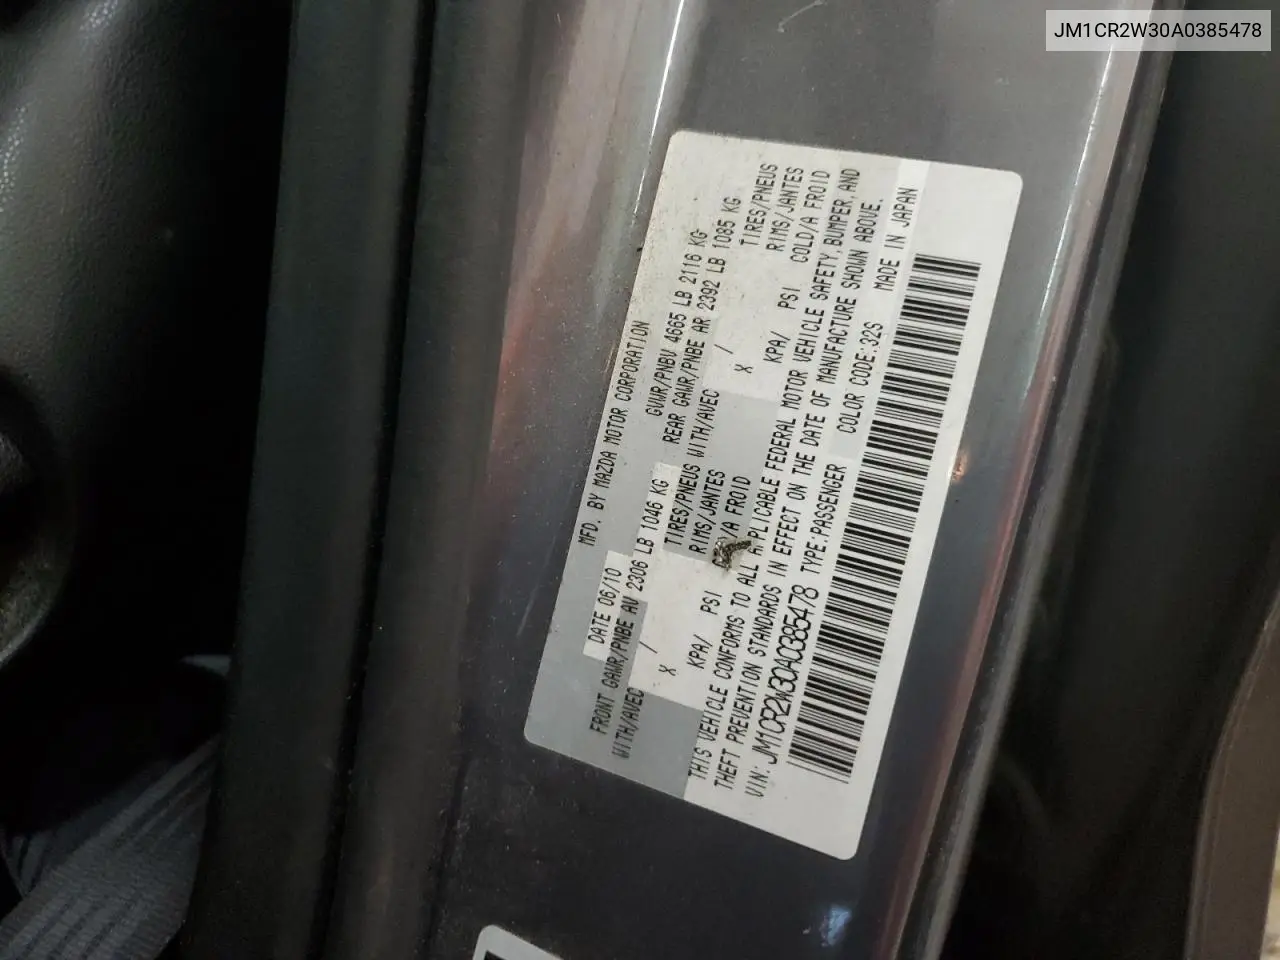 JM1CR2W30A0385478
MFD. BY MAZDA MOTOR CORPORATION
DATE 06/10 GVWR/PNBV 4665 LB 2116 KG
FRONT GAWR/PNBE AV 2306 LB 1046 KG REAR GAWR/PNBE AR 2392 LB 1085 KG
WITH/AVEC / TIRES/PNEUS WITH/AVEC / TIRES/PNEUS
X RIMS/JANTES X RIMS/JANTES
KPA/ PSI /A FROID KPA/ PSI COLD/A FROID
THIS VEHICLE CONFORMS TO ALL APPLICABLE FEDERAL MOTOR VEHICLE SAFETY, BUMPER, AND
THEFT PREVENTION STANDARDS IN EFFECT ON THE DATE OF MANUFACTURE SHOWN ABOVE.
VIN: JM1CR2W30A0385478 TYPE:PASSENGER COLOR CODE:32S MADE IN JAPAN